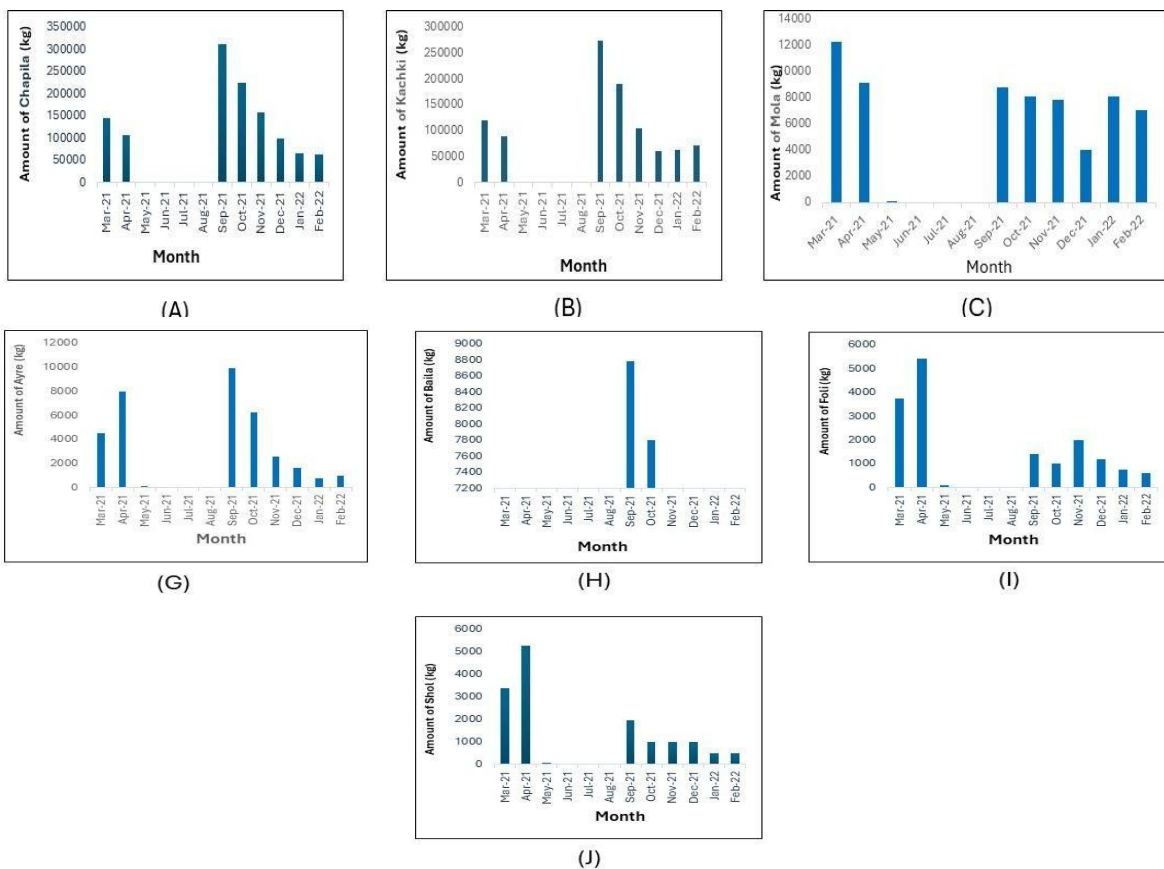 Amount of Chapila (kg)
350000
300000
250000
200000
150000
100000
50000
0
Mar-21
Apr-21
May-21
Jun-21
Jul-21
Aug-21
Sep-21
Oct-21
Nov-21
Dec-21
Jan-22
Feb-22
Month
(A)
Amount of Kachki (kg)
300000
250000
200000
150000
100000
50000
0
Mar-21
Apr-21
May-21
Jun-21
Jul-21
Aug-21
Sep-21
Oct-21
Nov-21
Dec-21
Jan-22
Feb-22
Month
(B)
Amount of Mola (kg)
14000
12000
10000
8000
6000
4000
2000
0
Mar-21
Apr-21
May-21
Jun-21
Jul-21
Aug-21
Sep-21
Oct-21
Nov-21
Dec-21
Jan-22
Feb-22
Month
(C)
Amount of Ayre (kg)
12000
10000
8000
6000
4000
2000
0
Mar-21
Apr-21
May-21
Jun-21
Jul-21
Aug-21
Sep-21
Oct-21
Nov-21
Dec-21
Jan-22
Feb-22
Month
(G)
Amount of Baila (kg)
9000
8800
8600
8400
8200
8000
7800
7600
7400
7200
Mar-21
Apr-21
May-21
Jun-21
Jul-21
Aug-21
Sep-21
Oct-21
Nov-21
Dec-21
Jan-22
Feb-22
Month
(H)
Amount of Foli (kg)
6000
5000
4000
3000
2000
1000
0
Mar-21
Apr-21
May-21
Jun-21
Jul-21
Aug-21
Sep-21
Oct-21
Nov-21
Dec-21
Jan-22
Feb-22
Month
(I)
Amount of Shol (kg)
6000
5000
4000
3000
2000
1000
0
Mar-21
Apr-21
May-21
Jun-21
Jul-21
Aug-21
Sep-21
Oct-21
Nov-21
Dec-21
Jan-22
Feb-22
Month
(J)